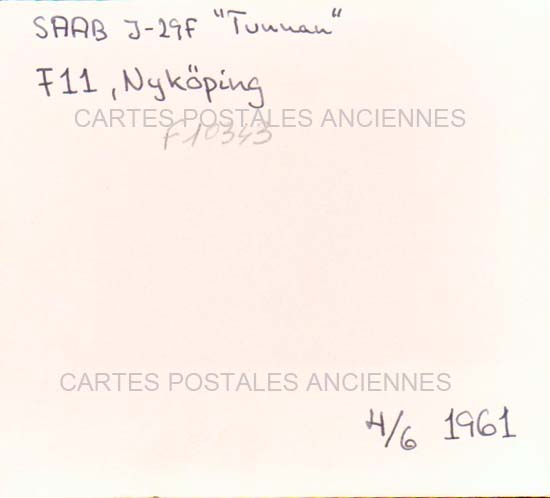 SAAB J-29F "Tunnan"
F11, Nyköping
CARTES POSTALES ANCIENNES
F10343
CARTES POSTALES ANCIENNES
4/6 1961